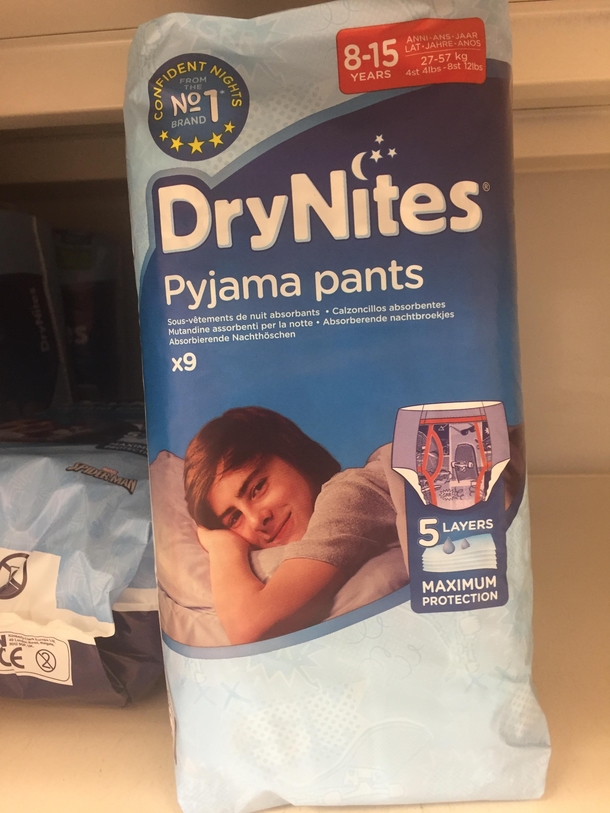 CONFIDENT NIGHTS
FROM
THE
Nº1
BRAND
8-15
YEARS
ANNI-ANS-JAAR
LAT-JAHRE-ANOS
27-57 kg
4st 4lbs-8st 12lbs
DryNites®
Pyjama pants
Sous-vêtements de nuit absorbants • Calzoncillos absorbentes
Mutandine assorbenti per la notte • Absorberende nachtbroekjes
Absorbierende Nachthöschen
x9
5 LAYERS
MAXIMUM
PROTECTION
SPIDER-MAN
CE